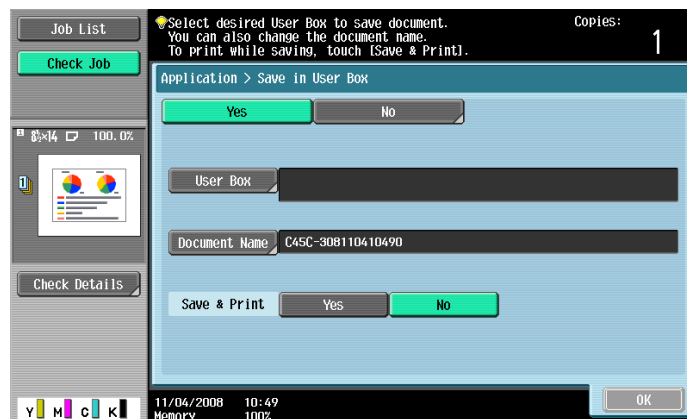 Job List
Check Job
Select desired User Box to save document.
You can also change the document name.
To print while saving, touch [Save & Print].
Copies:
1
Application > Save in User Box
Yes
No
8½×14 100.0%
1
User Box
Document Name
C45C-308110410490
Check Details
Save & Print
Yes
No
Y M C K
11/04/2008 10:49
Memory 100%
OK